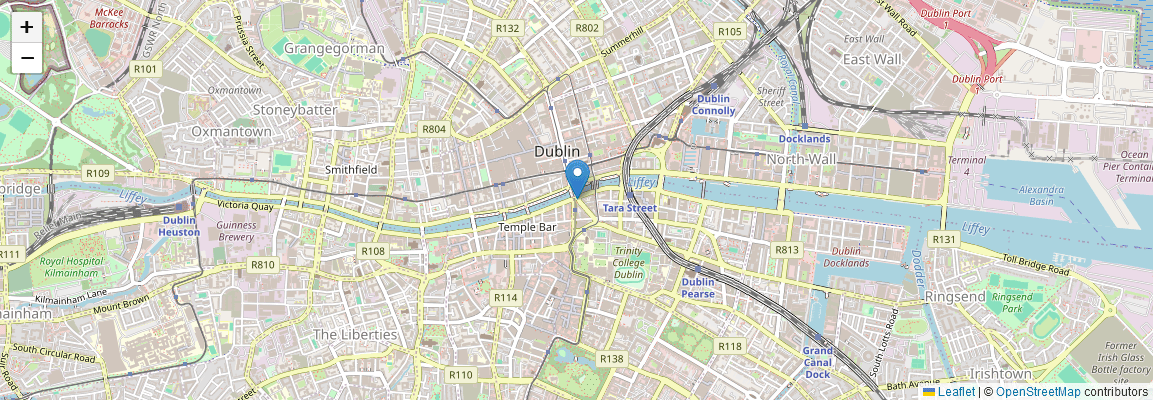 +
−
McKee
Barracks
Prussia Street
GSWR North
R132
R802
Summerhill
R105
East Wall Road
Dublin Port
Grangegorman
R101
East Wall
East Wall
Royal Canal
Oxmantown
Stoneybatter
Sheriff
Street
Dublin
Connolly
Dublin Port
Oxmantown
R804
Docklands
Dublin
Smithfield
North Wall
Terminal
4
Ocean
Pier Container
Terminal
R109
Liffey
Liffey
Alexandra
Basin
Victoria Quay
Tara Street
Relief Main
Dublin
Heuston
Guinness
Brewery
Temple Bar
Liffey
R131
R111
R108
R813
Royal Hospital
Kilmainham
R810
Trinity
College
Dublin
Dublin
Docklands
Dodder
Toll Bridge Road
Dublin
Pearse
Kilmainham Lane
Mount Brown
R114
Ringsend
Ringsend
Park
The Liberties
South Lotts Road
South Circular Road
R138
R118
Grand
Canal
Dock
Former
Irish Glass
Bottle factory
site
R110
Bath Avenue
Irishtown
Leaflet | © OpenStreetMap contributors